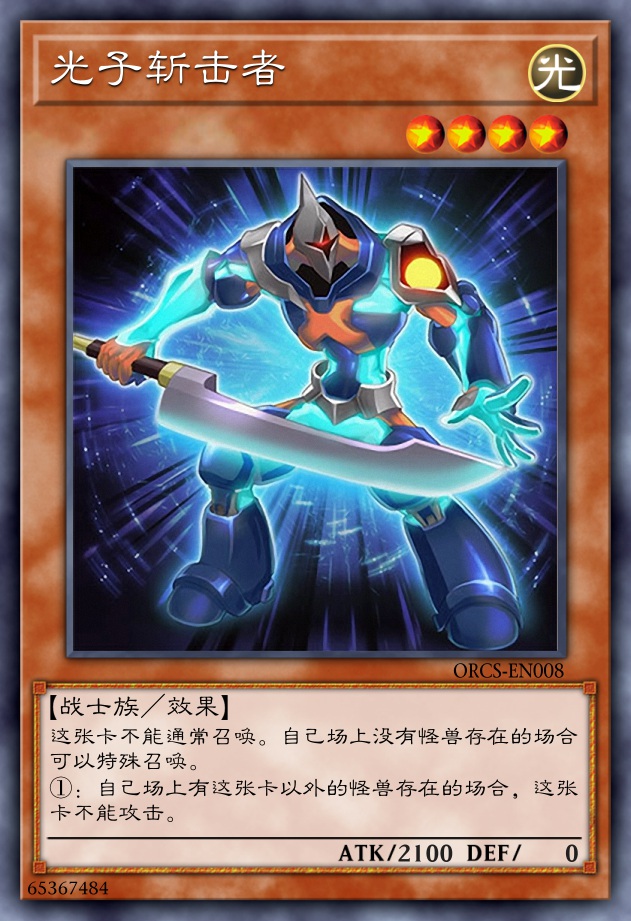 光子斩击者
光
ORCS-EN008
【战士族／效果】
这张卡不能通常召唤。自己场上没有怪兽存在的场合
可以特殊召唤。
①：自己场上有这张卡以外的怪兽存在的场合，这张
卡不能攻击。
ATK/2100 DEF/ 0
65367484